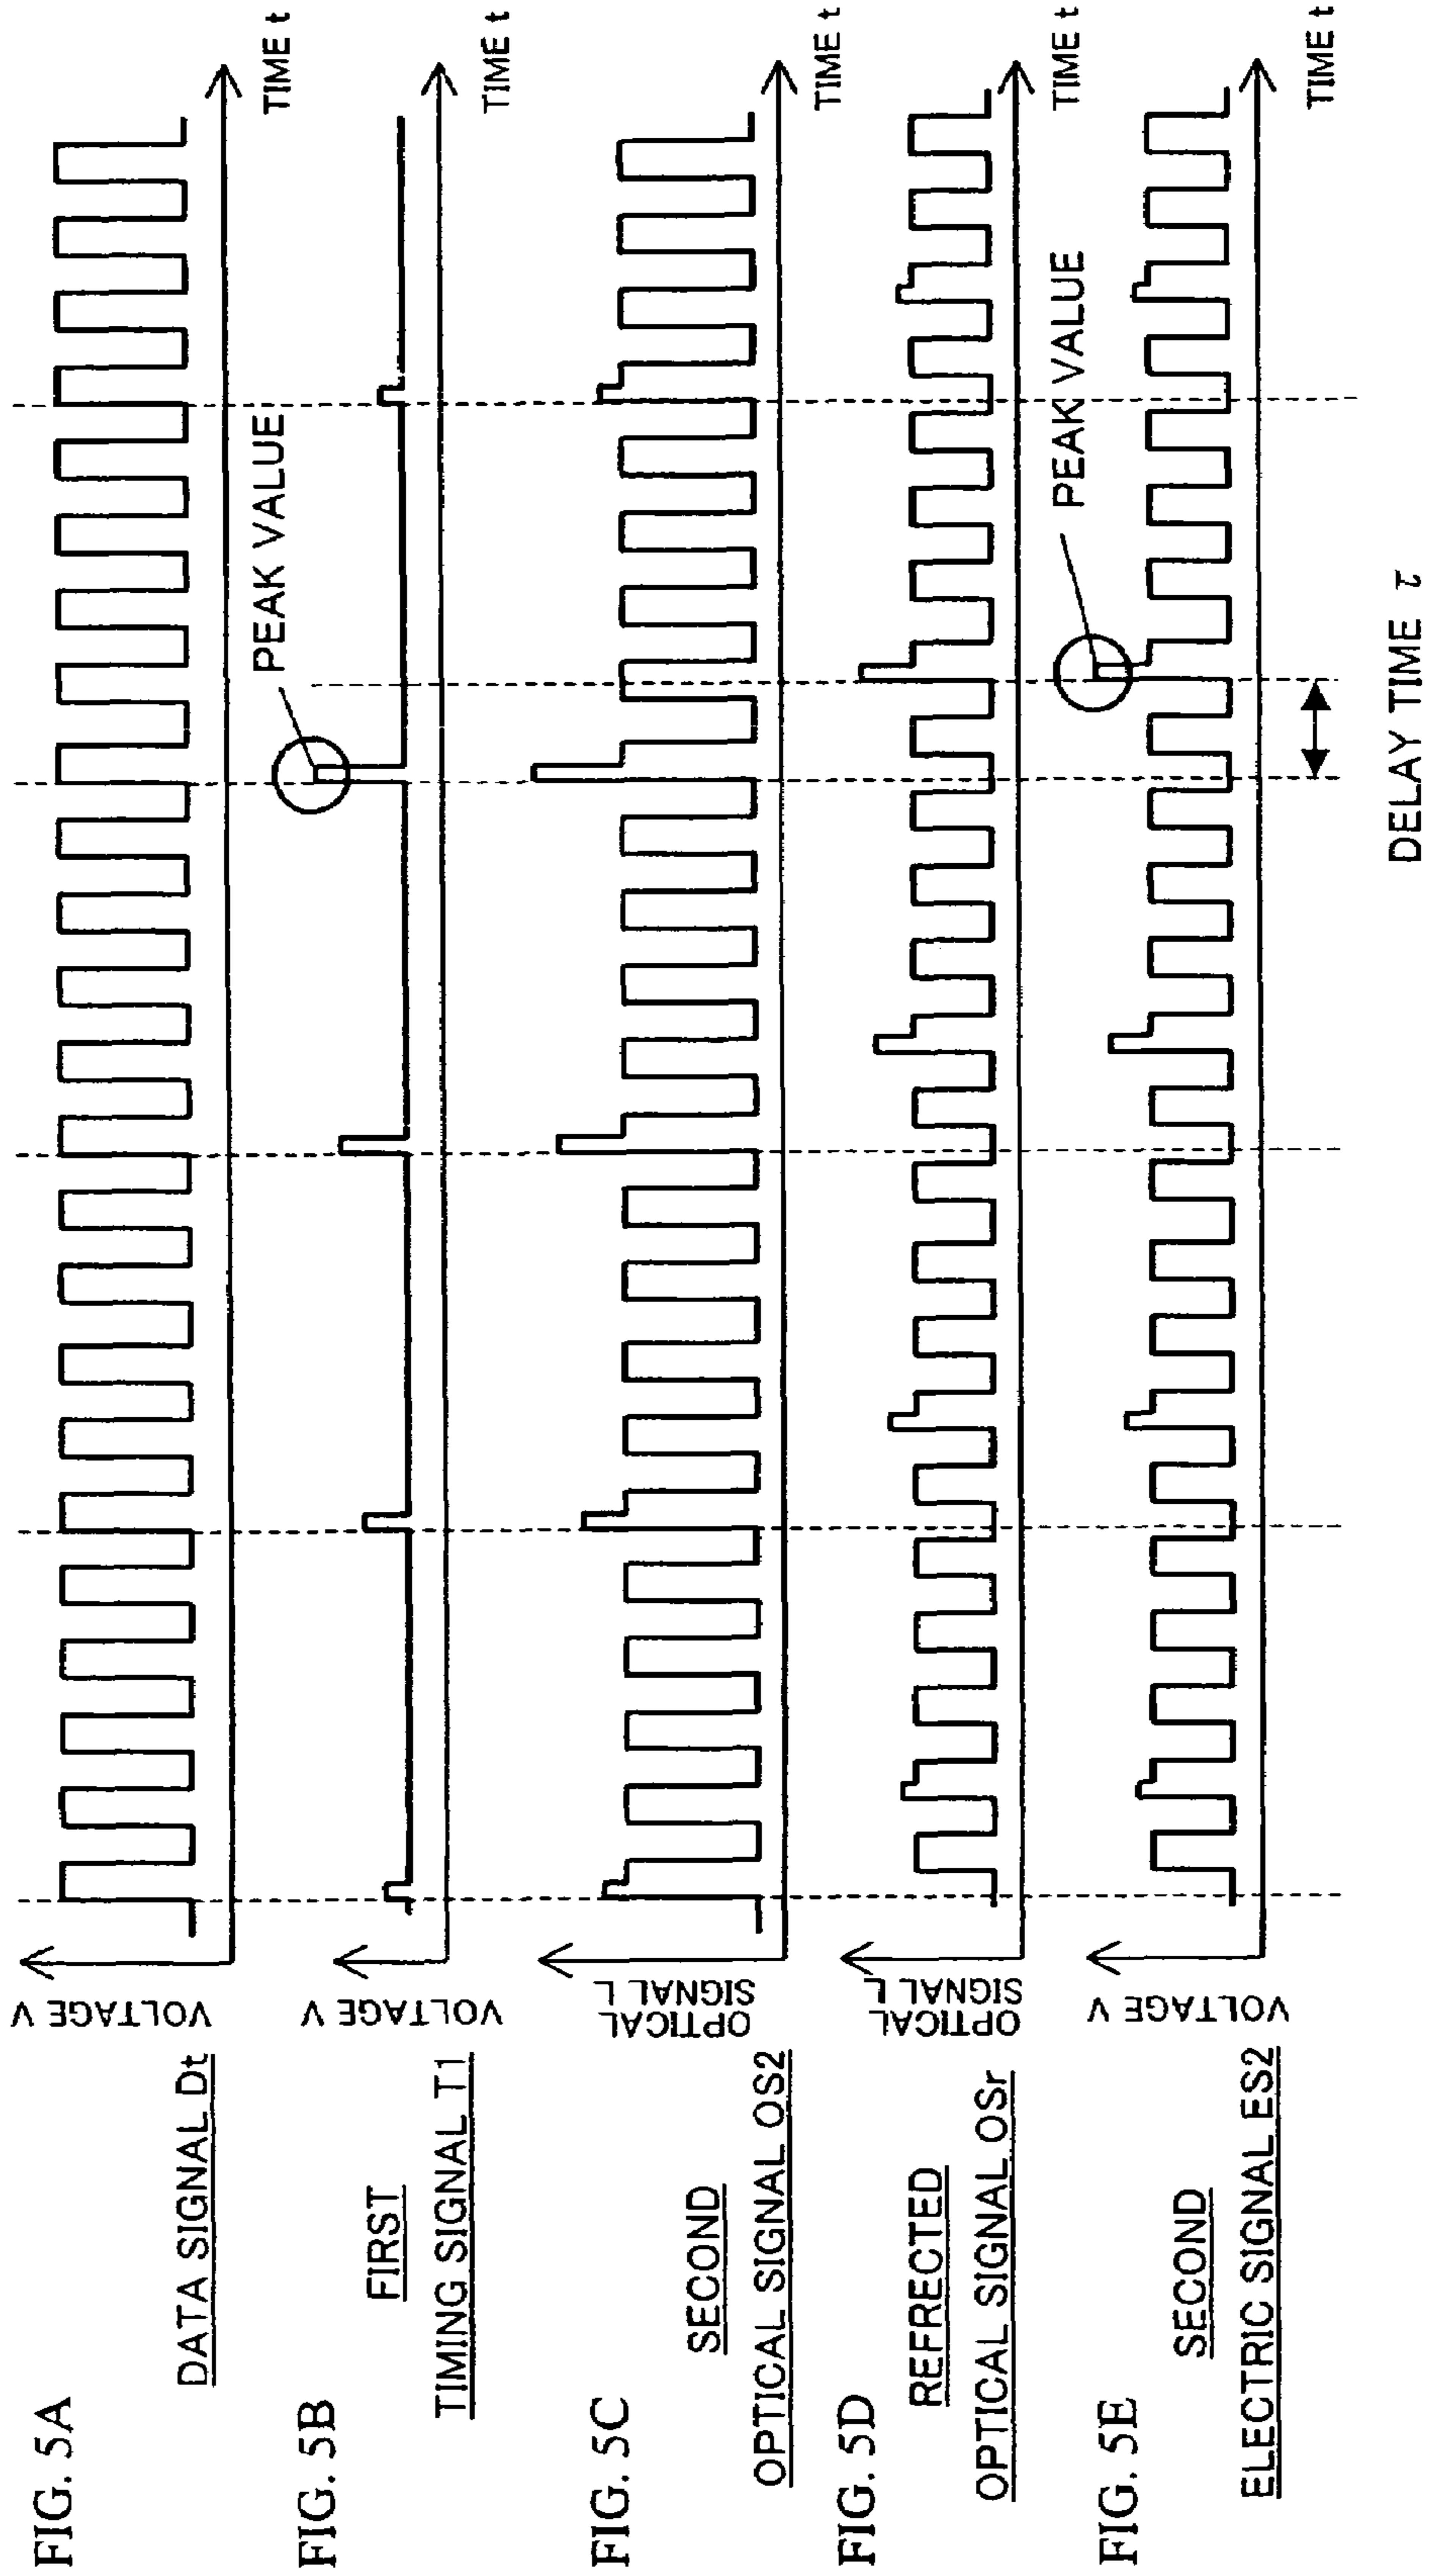 FIG. 5A
DATA SIGNAL Dt
VOLTAGE V
TIME t
FIG. 5B
FIRST
TIMING SIGNAL T1
VOLTAGE V
PEAK VALUE
TIME t
FIG. 5C
SECOND
OPTICAL SIGNAL OS2
OPTICAL
SIGNAL L
TIME t
FIG. 5D
REFRECTED
OPTICAL SIGNAL OSr
OPTICAL
SIGNAL L
TIME t
FIG. 5E
SECOND
ELECTRIC SIGNAL ES2
VOLTAGE V
PEAK VALUE
TIME t
DELAY TIME τ